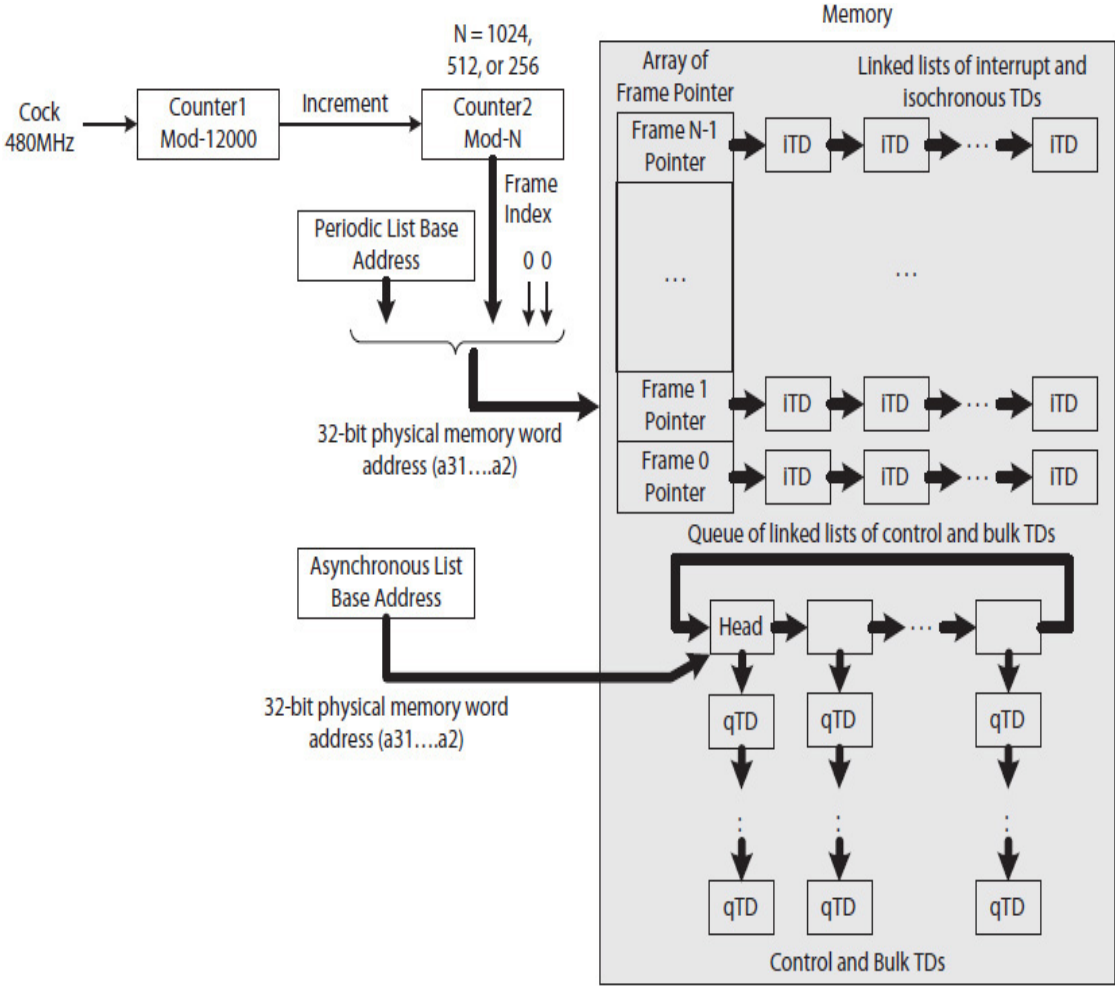 Memory
N = 1024,
512, or 256
Cock
480MHz
Counter1
Mod-12000
Increment
Counter2
Mod-N
Frame
Index
Periodic List Base
Address
0 0
32-bit physical memory word
address (a31....a2)
Array of
Frame Pointer
Linked lists of interrupt and
isochronous TDs
Frame N-1
Pointer
iTD
iTD
...
iTD
...
...
Frame 1
Pointer
iTD
iTD
...
iTD
Frame 0
Pointer
iTD
iTD
...
iTD
Queue of linked lists of control and bulk TDs
Asynchronous List
Base Address
32-bit physical memory word
address (a31....a2)
Head
...
qTD
qTD
qTD
...
...
...
qTD
qTD
qTD
Control and Bulk TDs